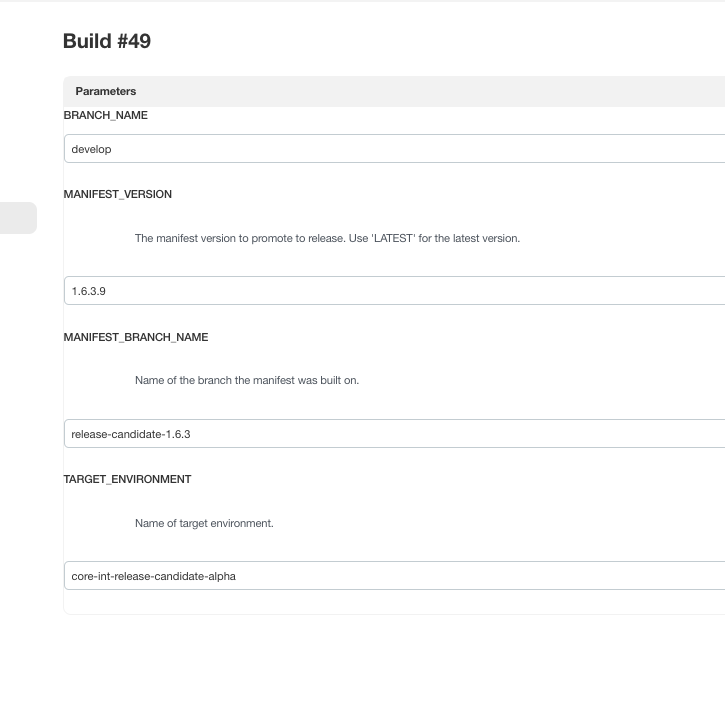 Build #49
Parameters
BRANCH_NAME
develop
MANIFEST_VERSION
The manifest version to promote to release. Use 'LATEST' for the latest version.
1.6.3.9
MANIFEST_BRANCH_NAME
Name of the branch the manifest was built on.
release-candidate-1.6.3
TARGET_ENVIRONMENT
Name of target environment.
core-int-release-candidate-alpha